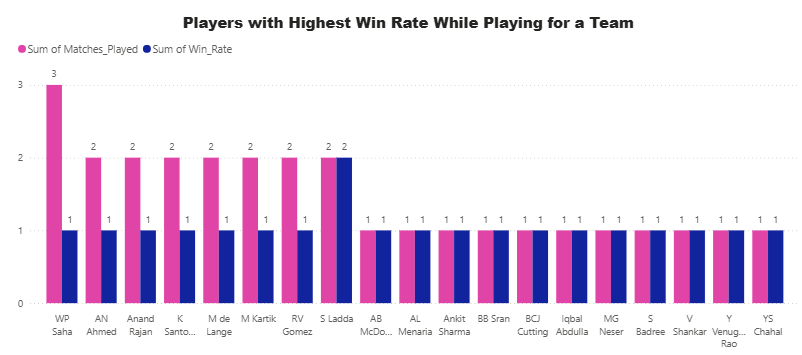 Players with Highest Win Rate While Playing for a Team
Sum of Matches_Played Sum of Win_Rate
3
2 2 2 2 2 2 2 2
1 1 1 1 1 1 1 1 1 1 1 1 1 1 1 1 1 1 1 1 1 1 1 1 1 1 1 1 1
3
2
1
0
WP Saha
AN Ahmed
Anand Rajan
K Santo...
M de Lange
M Kartik
RV Gomez
S Ladda
AB McDo...
AL Menaria
Ankit Sharma
BB Sran
BCJ Cutting
Iqbal Abdulla
MG Neser
S Badree
V Shankar
Y Venug... Rao
YS Chahal